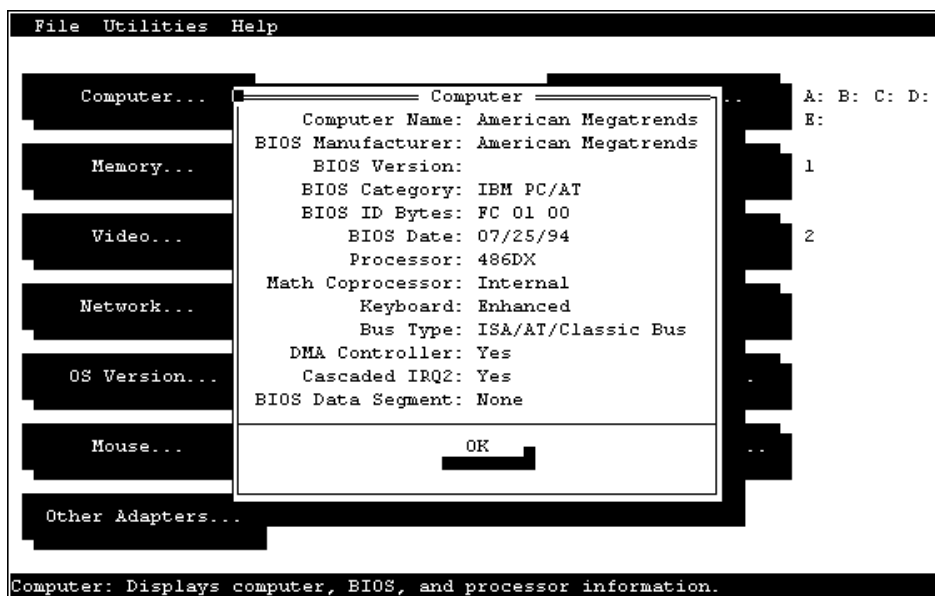 File Utilities Help
Computer...
.. A: B: C: D:
E:
Memory...
1
Video...
2
Network...
OS Version...
.
Mouse...
..
Other Adapters...
Computer
Computer Name: American Megatrends
BIOS Manufacturer: American Megatrends
BIOS Version:
BIOS Category: IBM PC/AT
BIOS ID Bytes: FC 01 00
BIOS Date: 07/25/94
Processor: 486DX
Math Coprocessor: Internal
Keyboard: Enhanced
Bus Type: ISA/AT/Classic Bus
DMA Controller: Yes
Cascaded IRQ2: Yes
BIOS Data Segment: None
OK
Computer: Displays computer, BIOS, and processor information.